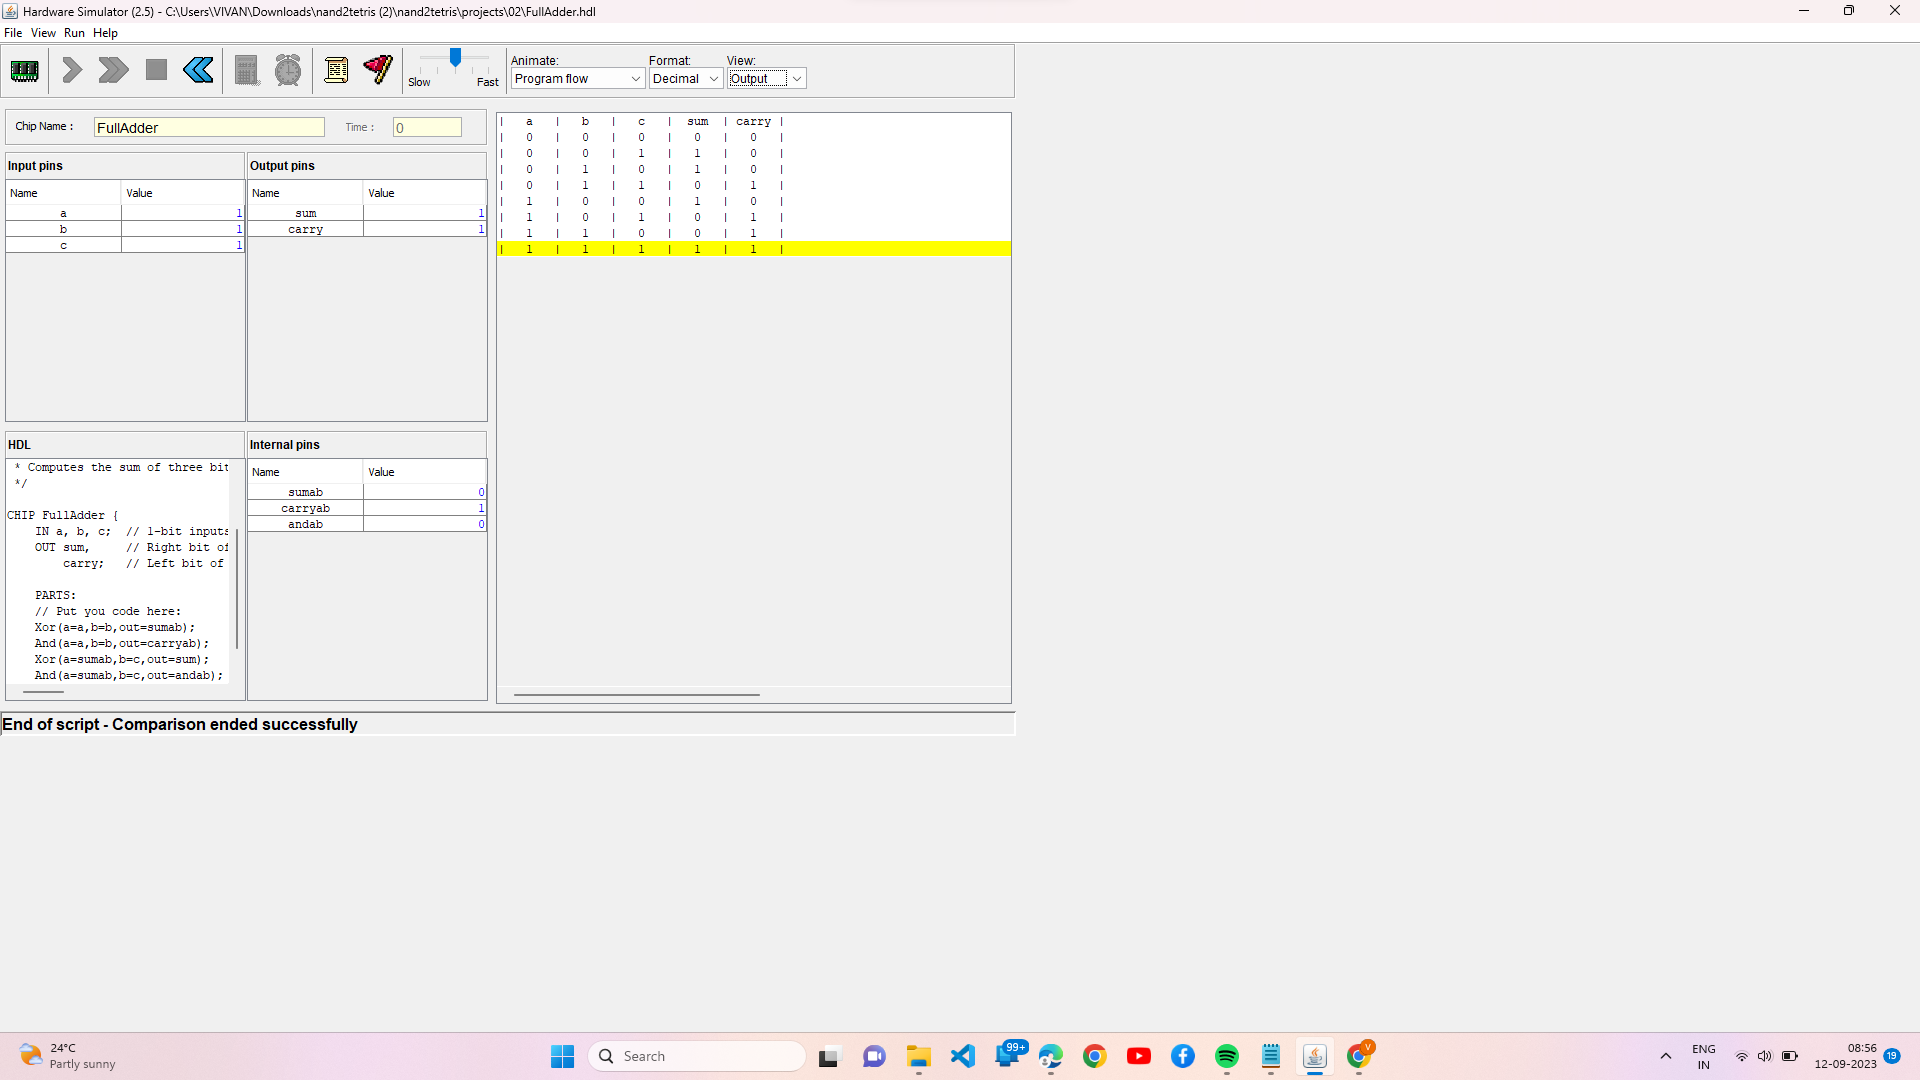 Hardware Simulator (2.5) - C:\Users\VIVAN\Downloads\nand2tetris (2)\nand2tetris\projects\02\FullAdder.hdl
File View Run Help
Slow Fast
Animate: Format: View:
Program flow Decimal Output
Chip Name : FullAdder Time : 0
Input pins
Name Value
a 1
b 1
c 1
Output pins
Name Value
sum 1
carry 1
HDL
* Computes the sum of three bit
*/
CHIP FullAdder {
IN a, b, c; // 1-bit inputs
OUT sum, // Right bit of
carry; // Left bit of
PARTS:
// Put you code here:
Xor(a=a,b=b,out=sumab);
And(a=a,b=b,out=carryab);
Xor(a=sumab,b=c,out=sum);
And(a=sumab,b=c,out=andab);
Internal pins
Name Value
sumab 0
carryab 1
andab 0
| a | b | c | sum | carry |
| 0 | 0 | 0 | 0 | 0 |
| 0 | 0 | 1 | 1 | 0 |
| 0 | 1 | 0 | 1 | 0 |
| 0 | 1 | 1 | 0 | 1 |
| 1 | 0 | 0 | 1 | 0 |
| 1 | 0 | 1 | 0 | 1 |
| 1 | 1 | 0 | 0 | 1 |
| 1 | 1 | 1 | 1 | 1 |
End of script - Comparison ended successfully
24°C
Partly sunny
Search
99+
V
ENG
IN
08:56
12-09-2023
19